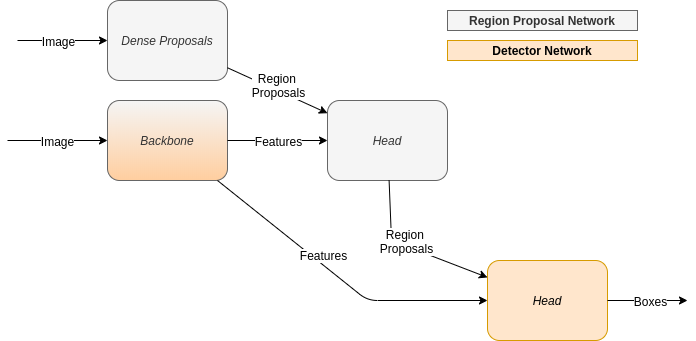 Region Proposal Network
Image
Dense Proposals
Detector Network
Region
Proposals
Image
Backbone
Features
Head
Region
Proposals
Features
Head
Boxes